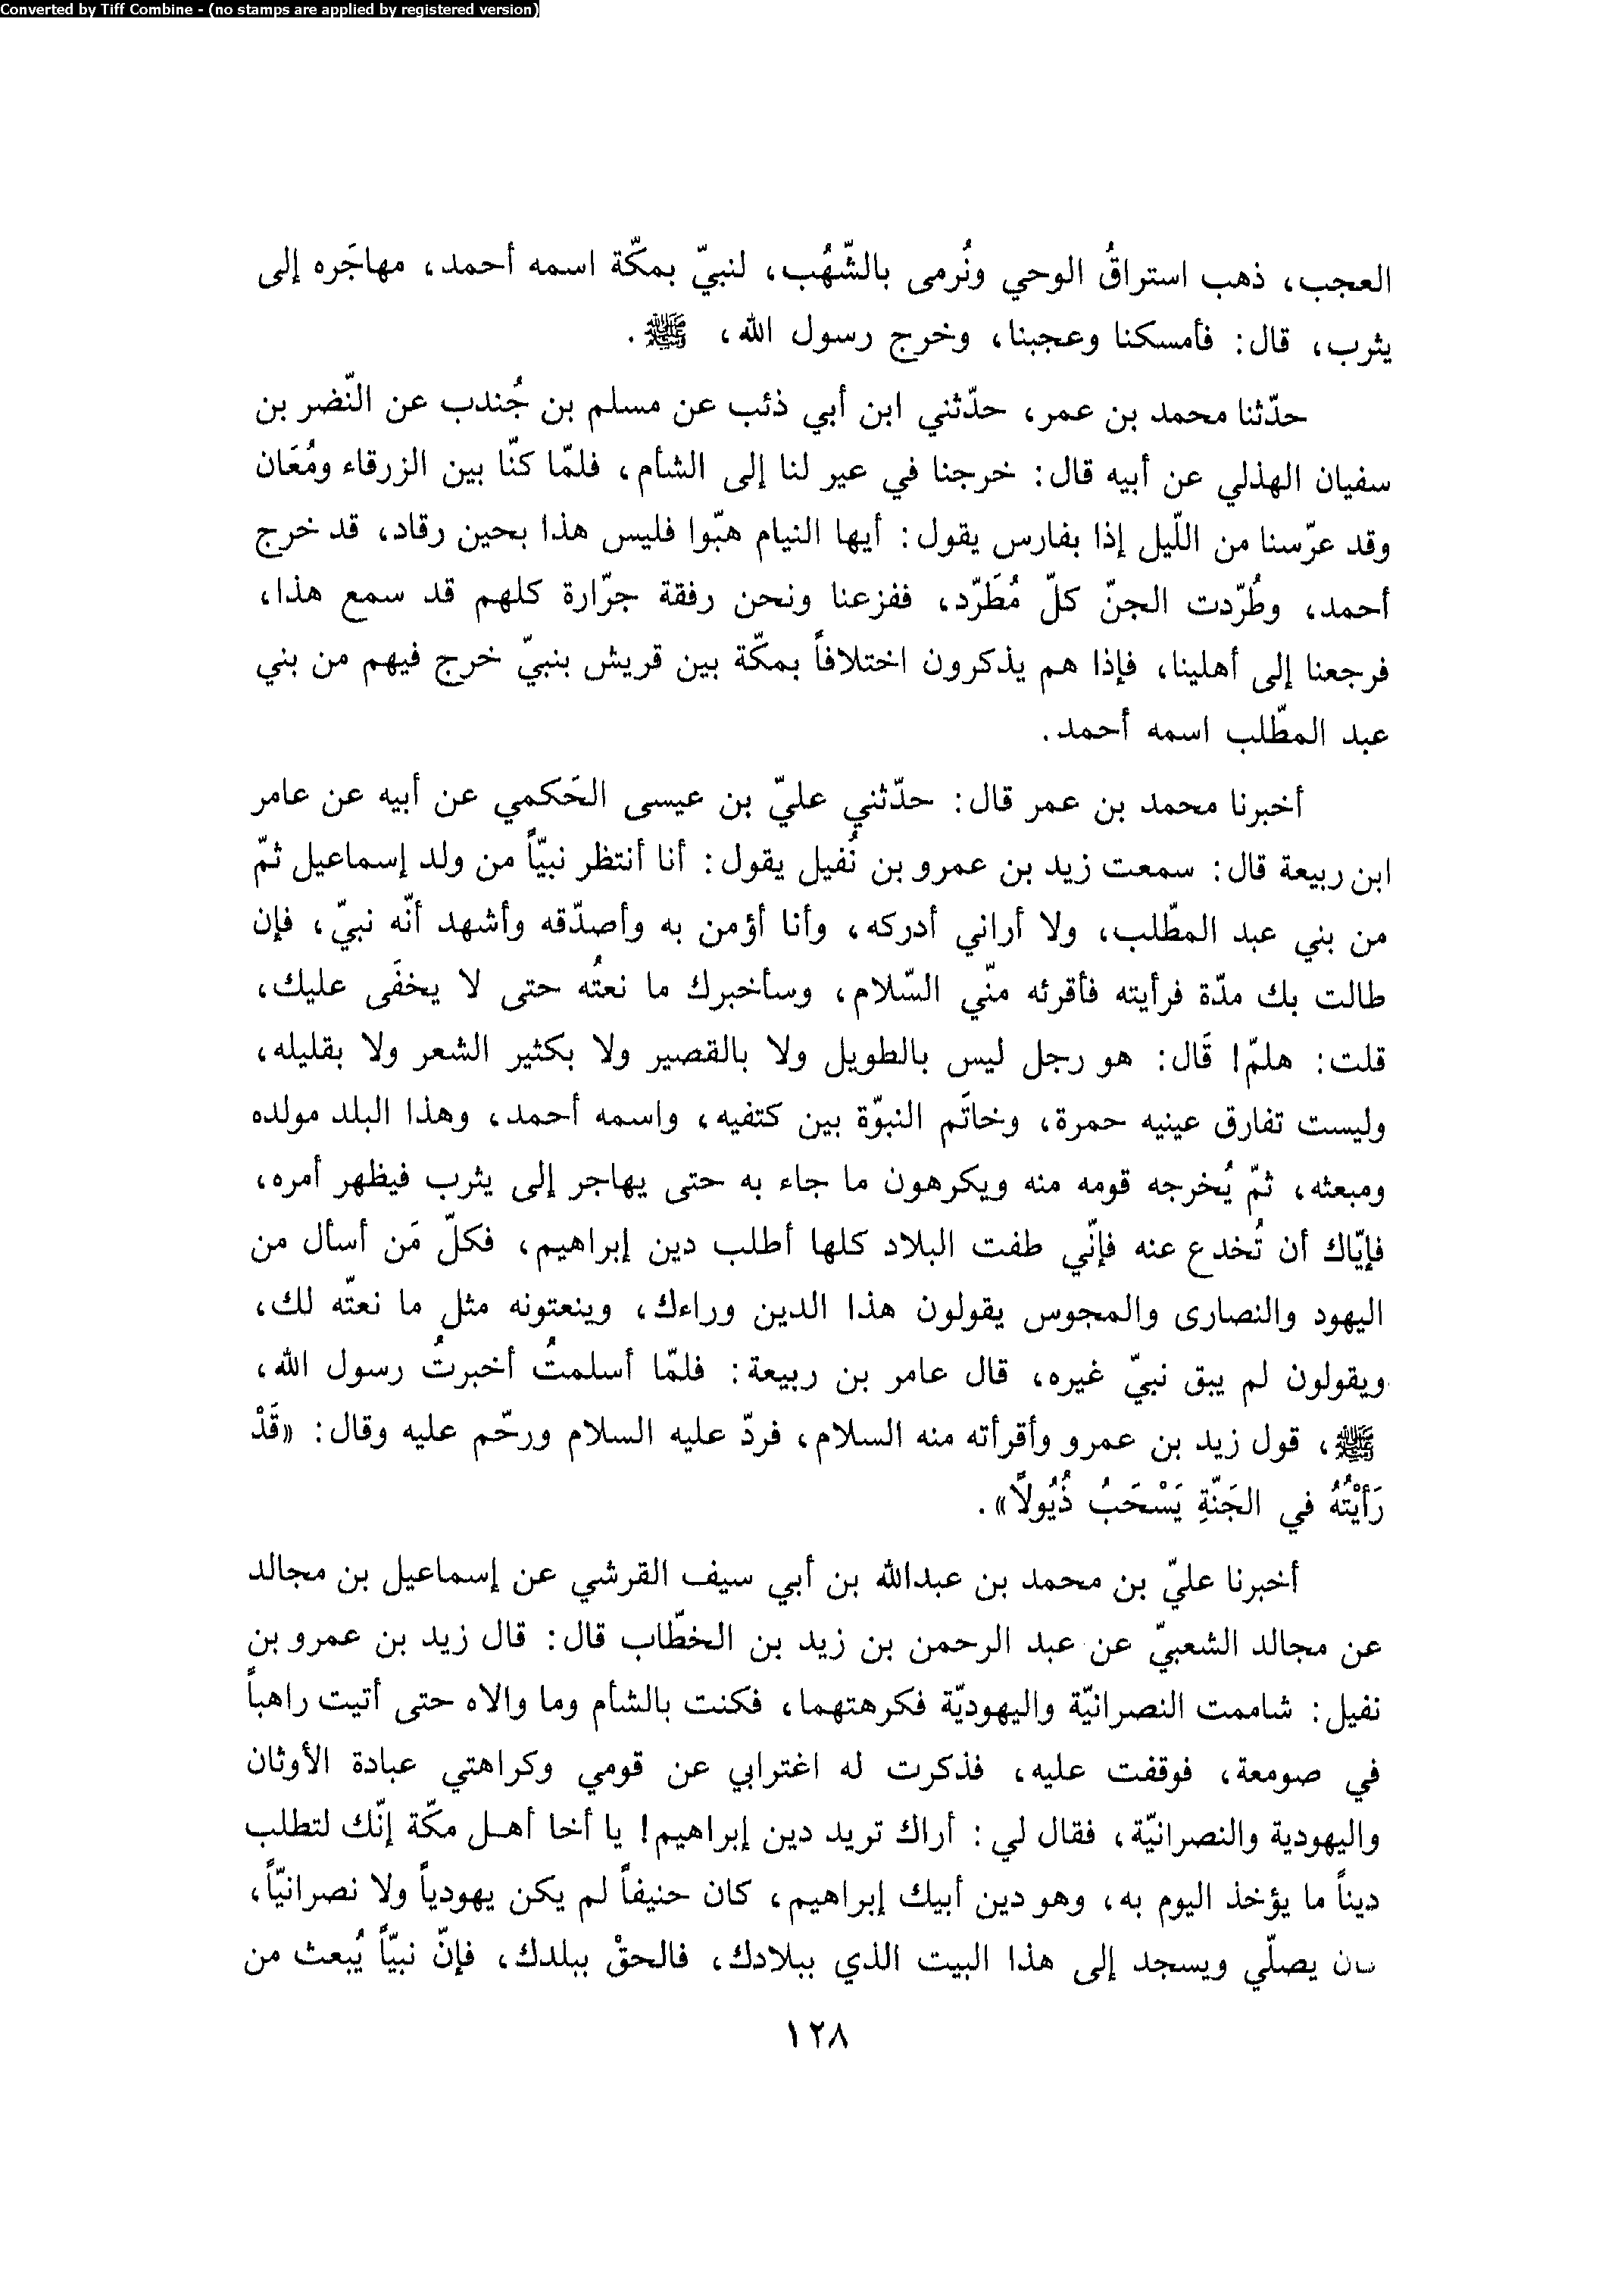 Converted by Tiff Combine - (no stamps are applied by registered version)
العجب، ذهب استراقُ الوحي ونُرمى بالشّهُب، لنبيّ بمكّة اسمه أحمد، مهاجَره إلى
يثرب، قال: فأمسكنا وعجبنا، وخرج رسول الله، ﷺ.
حدّثنا محمد بن عمر، حدّثني ابن أبي ذئب عن مسلم بن جُندب عن النّضر بن
سفيان الهذلي عن أبيه قال: خرجنا في عير لنا إلى الشأم، فلمّا كنّا بين الزرقاء ومُعَان
وقد عرّسنا من اللّيل إذا بفارس يقول: أيها النيام هبّوا فليس هذا بحين رقاد، قد خرج
أحمد، وطُرّدت الجنّ كلّ مُطَرّد، ففزعنا ونحن رفقة جرّارة كلهم قد سمع هذا،
فرجعنا إلى أهلينا، فإذا هم يذكرون اختلافاً بمكّة بين قريش بنبيّ خرج فيهم من بني
عبد المطّلب اسمه أحمد.
أخبرنا محمد بن عمر قال: حدّثني عليّ بن عيسى الحَكمي عن أبيه عن عامر
ابن ربيعة قال: سمعت زيد بن عمرو بن نُفيل يقول: أنا أنتظر نبيّاً من ولد إسماعيل ثمّ
من بني عبد المطّلب، ولا أراني أدركه، وأنا أؤمن به وأصدّقه وأشهد أنّه نبيّ، فإن
طالت بك مدّة فرأيته فأقرئه منّي السّلام، وسأخبرك ما نعتُه حتى لا يخفَى عليك،
قلت: هلمّ! قَال: هو رجل ليس بالطويل ولا بالقصير ولا بكثير الشعر ولا بقليله،
وليست تفارق عينيه حمرة، وخاتَم النبوّة بين كتفيه، واسمه أحمد، وهذا البلد مولده
ومبعثه، ثمّ يُخرجه قومه منه ويكرهون ما جاء به حتى يهاجر إلى يثرب فيظهر أمره،
فإيّاك أن تُخدع عنه فإنّي طفت البلاد كلها أطلب دين إبراهيم، فكلّ مَن أسأل من
اليهود والنصارى والمجوس يقولون هذا الدين وراءك، وينعتونه مثل ما نعتّه لك،
ويقولون لم يبق نبيّ غيره، قال عامر بن ربيعة: فلمّا أسلمتُ أخبرتُ رسول الله،
ﷺ، قول زيد بن عمرو وأقرأته منه السلام، فردّ عليه السلام ورحّم عليه وقال: «قَدْ
رَأيْتُهُ في الجَنّةِ يَسْحَبُ ذُيُولاً».
أخبرنا عليّ بن محمد بن عبدالله بن أبي سيف القرشي عن إسماعيل بن مجالد
عن مجالد الشعبيّ عن عبد الرحمن بن زيد بن الخطّاب قال: قال زيد بن عمرو بن
نفيل: شاممت النصرانيّة واليهوديّة فكرهتهما، فكنت بالشأم وما والاه حتى أتيت راهباً
في صومعة، فوقفت عليه، فذكرت له اغترابي عن قومي وكراهتي عبادة الأوثان
واليهودية والنصرانيّة، فقال لي: أراك تريد دين إبراهيم! يا أخا أهل مكّة إنّك لتطلب
ديناً ما يؤخذ اليوم به، وهو دين أبيك إبراهيم، كان حنيفاً لم يكن يهودياً ولا نصرانيّاً،
يصلّي ويسجد إلى هذا البيت الذي ببلادك، فالحقْ ببلدك، فإنّ نبيّاً يُبعث من
١٢٨